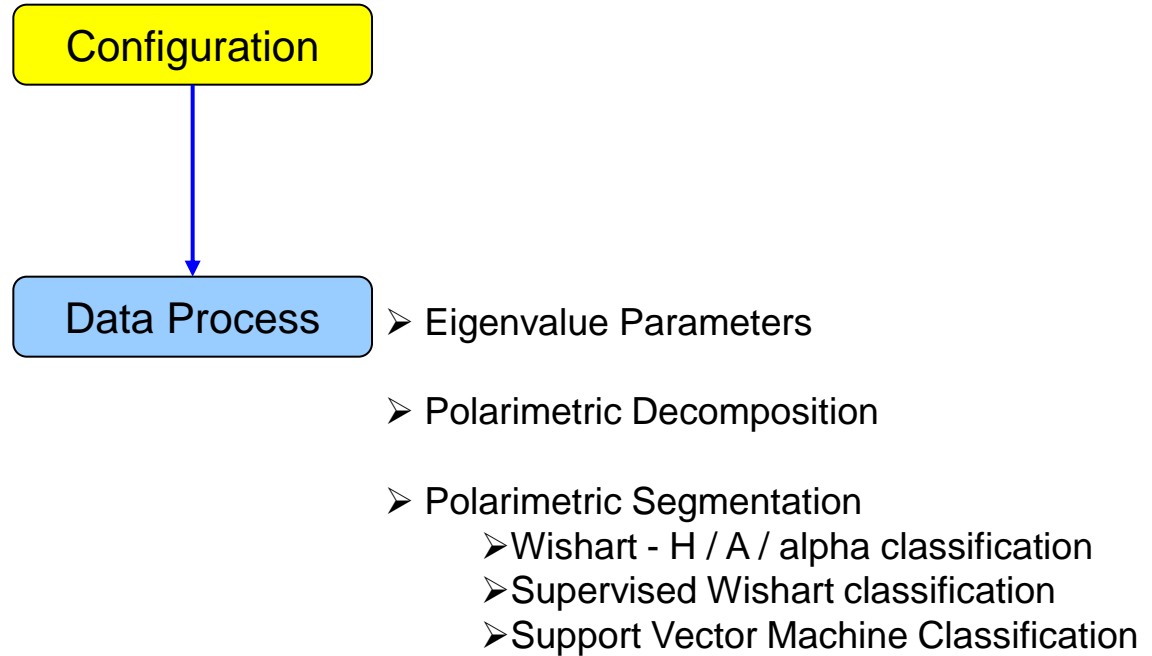 Configuration
Data Process
➢ Eigenvalue Parameters
➢ Polarimetric Decomposition
➢ Polarimetric Segmentation
➢Wishart - H / A / alpha classification
➢Supervised Wishart classification
➢Support Vector Machine Classification